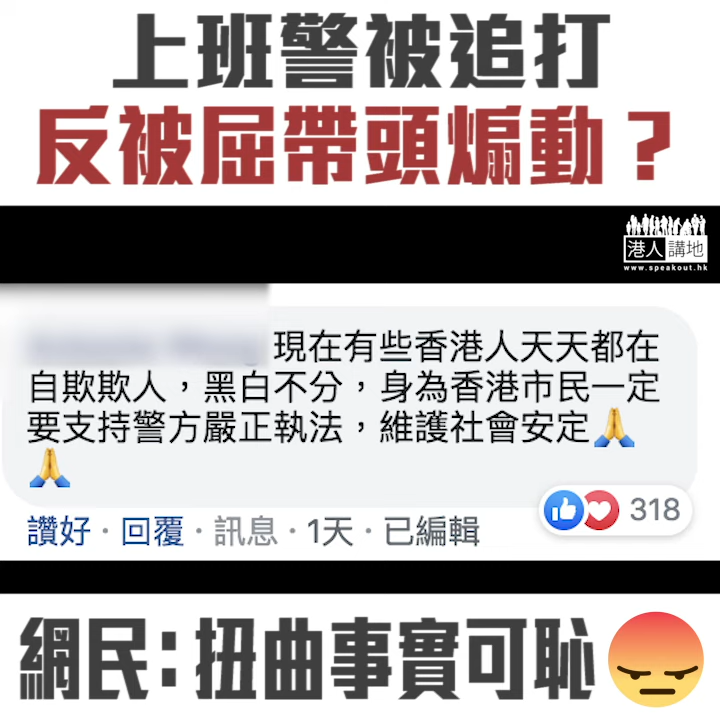 上班警被追打
反被屈帶頭煽動？
港人講地
www.speakout.hk
現在有些香港人天天都在
自欺欺人，黑白不分，身為香港市民一定
要支持警方嚴正執法，維護社會安定🙏
🙏
318
讚好 · 回覆 · 訊息 · 1天 · 已編輯
網民：扭曲事實可恥